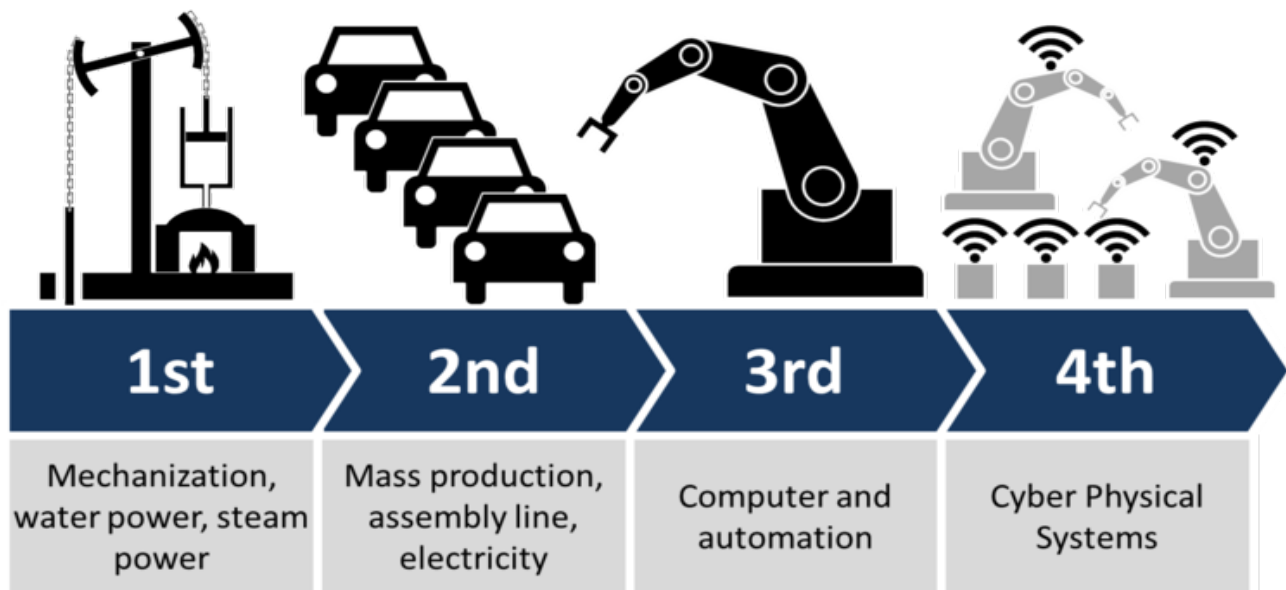 1st
2nd
3rd
4th
Mechanization,
water power, steam
power
Mass production,
assembly line,
electricity
Computer and
automation
Cyber Physical
Systems